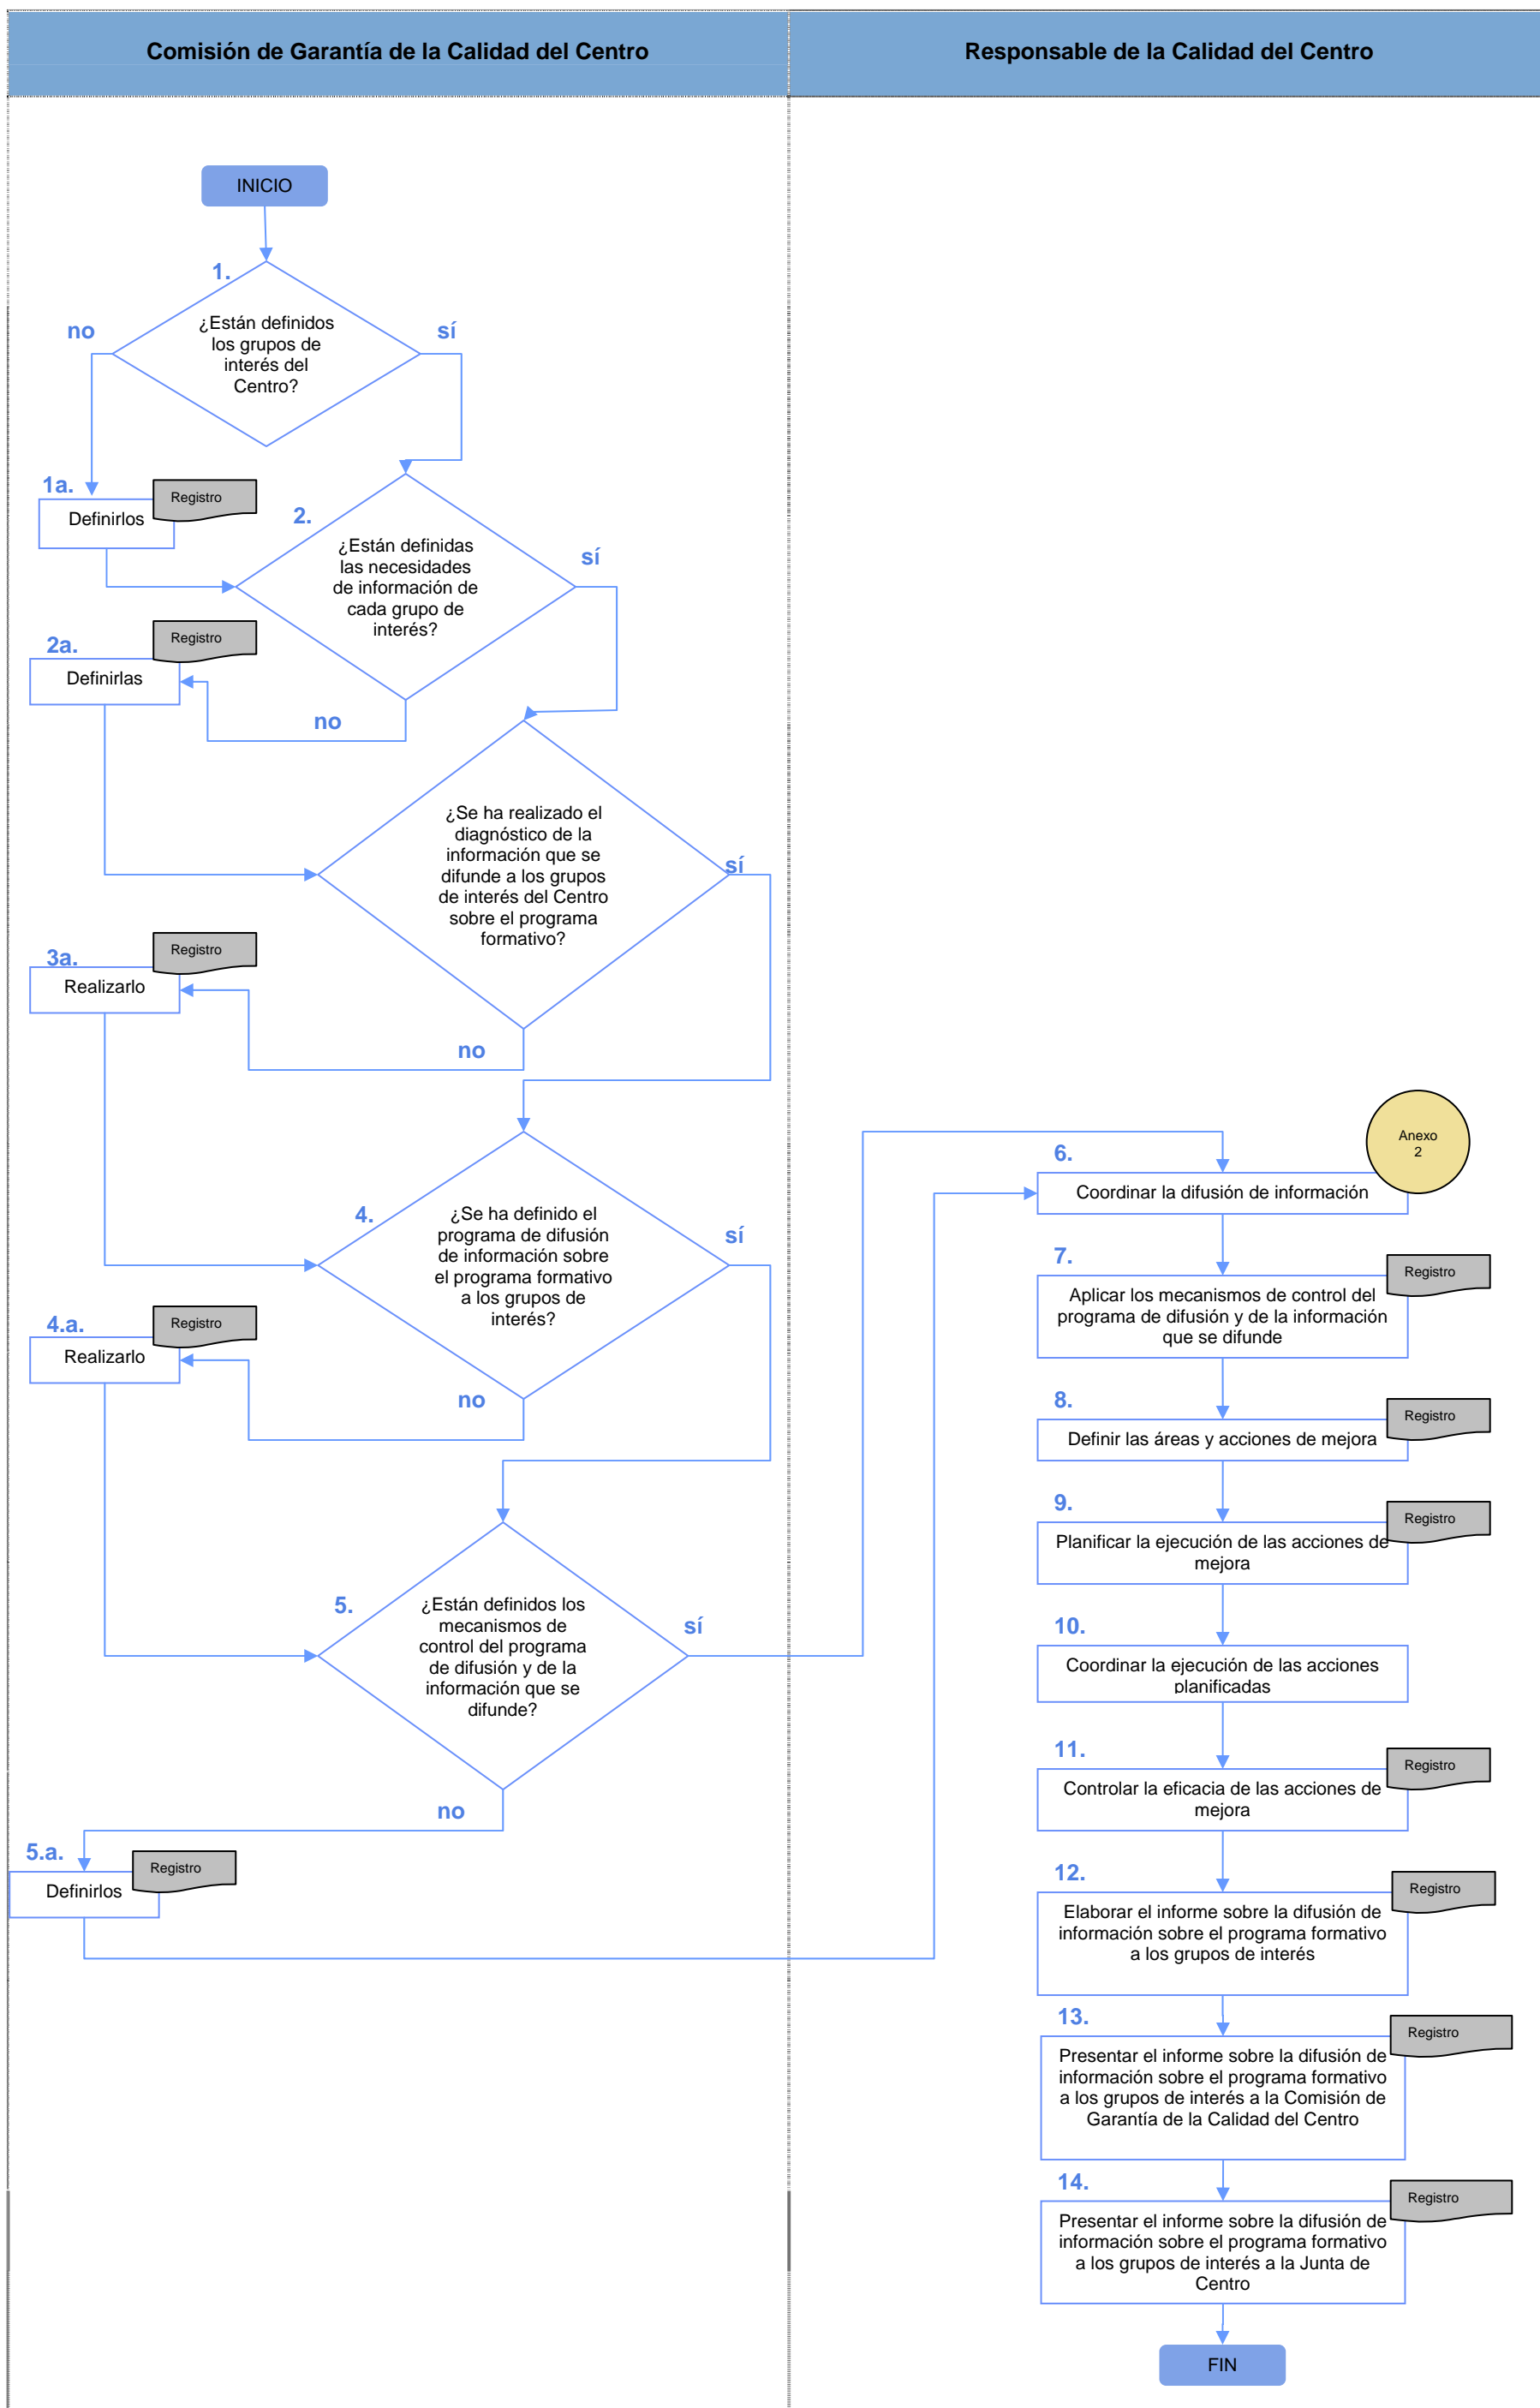 Comisión de Garantía de la Calidad del Centro
Responsable de la Calidad del Centro
INICIO
1.
no
sí
¿Están definidos
los grupos de
interés del
Centro?
1a.
Registro
Definirlos
2.
sí
¿Están definidas
las necesidades
de información de
cada grupo de
interés?
2a.
Registro
Definirlas
no
¿Se ha realizado el
diagnóstico de la
información que se
difunde a los grupos
de interés del Centro
sobre el programa
formativo?
sí
3a.
Registro
Realizarlo
no
4.
¿Se ha definido el
programa de difusión
de información sobre
el programa formativo
a los grupos de
interés?
sí
4.a.
Registro
Realizarlo
no
5.
¿Están definidos los
mecanismos de
control del programa
de difusión y de la
información que se
difunde?
sí
no
5.a.
Registro
Definirlos
Anexo
2
6.
Coordinar la difusión de información
7.
Registro
Aplicar los mecanismos de control del
programa de difusión y de la información
que se difunde
8.
Registro
Definir las áreas y acciones de mejora
9.
Registro
Planificar la ejecución de las acciones de
mejora
10.
Coordinar la ejecución de las acciones
planificadas
11.
Registro
Controlar la eficacia de las acciones de
mejora
12.
Registro
Elaborar el informe sobre la difusión de
información sobre el programa formativo
a los grupos de interés
13.
Registro
Presentar el informe sobre la difusión de
información sobre el programa formativo
a los grupos de interés a la Comisión de
Garantía de la Calidad del Centro
14.
Registro
Presentar el informe sobre la difusión de
información sobre el programa formativo
a los grupos de interés a la Junta de
Centro
FIN